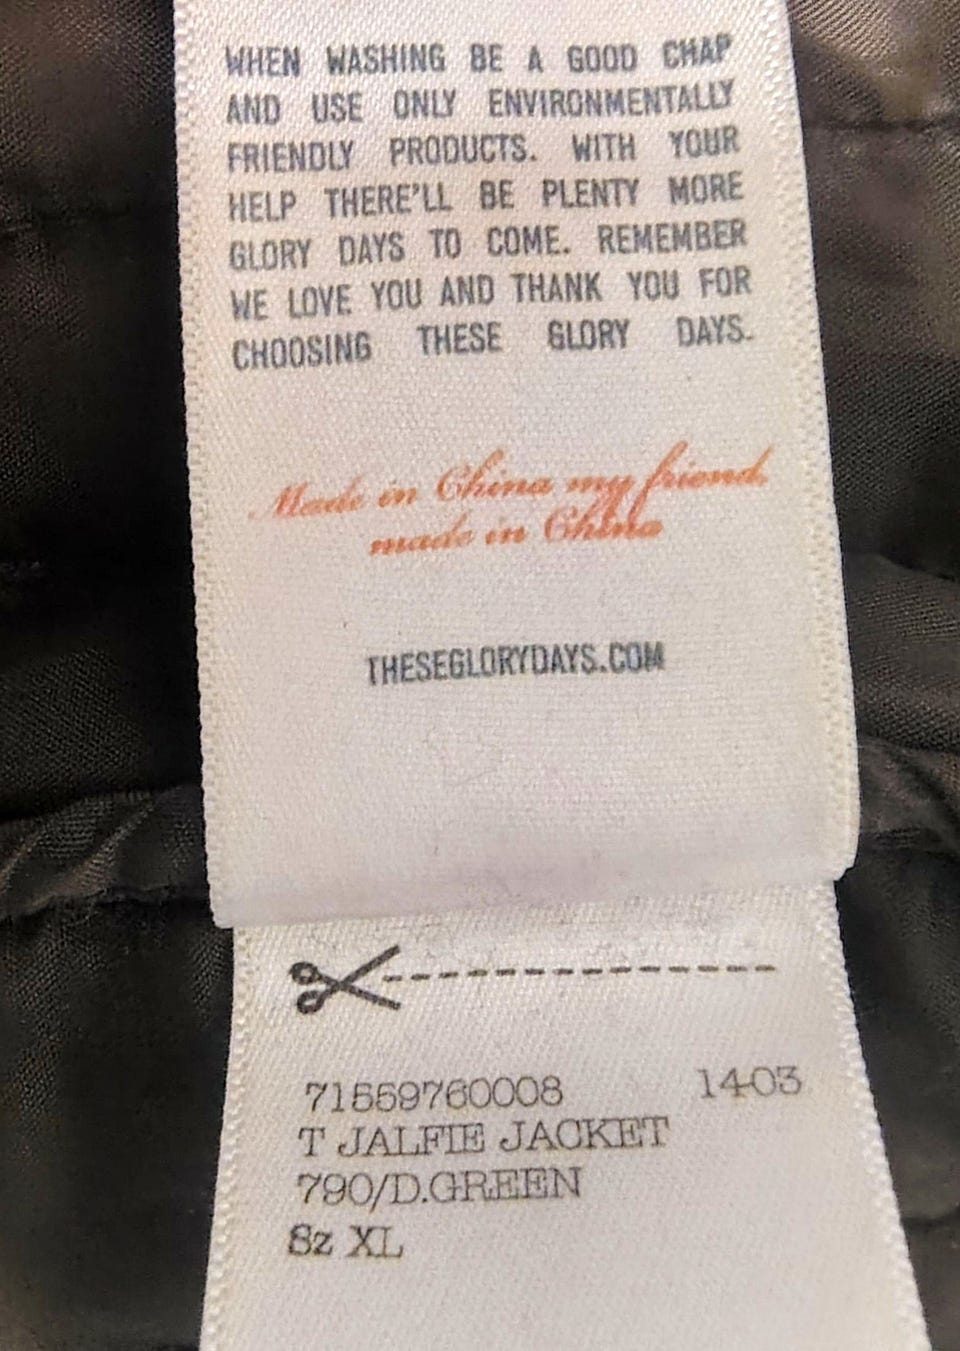 WHEN WASHING BE A GOOD CHAP
AND USE ONLY ENVIRONMENTALLY
FRIENDLY PRODUCTS. WITH YOUR
HELP THERE'LL BE PLENTY MORE
GLORY DAYS TO COME. REMEMBER
WE LOVE YOU AND THANK YOU FOR
CHOOSING THESE GLORY DAYS.
Made in China my friend,
made in China
THESEGLORYDAYS.COM
71559760008 14-03
T JALFIE JACKET
790/D.GREEN
Sz XL